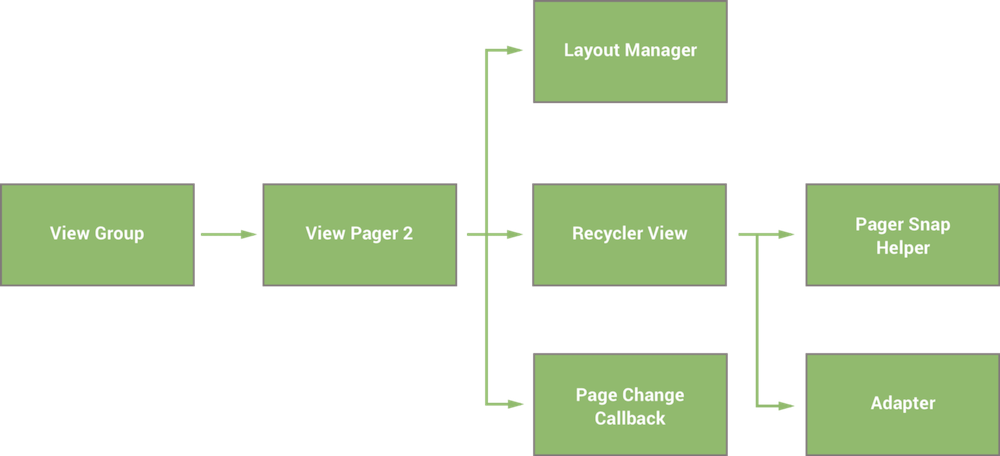 Layout Manager
View Group
View Pager 2
Recycler View
Pager Snap
Helper
Page Change
Callback
Adapter